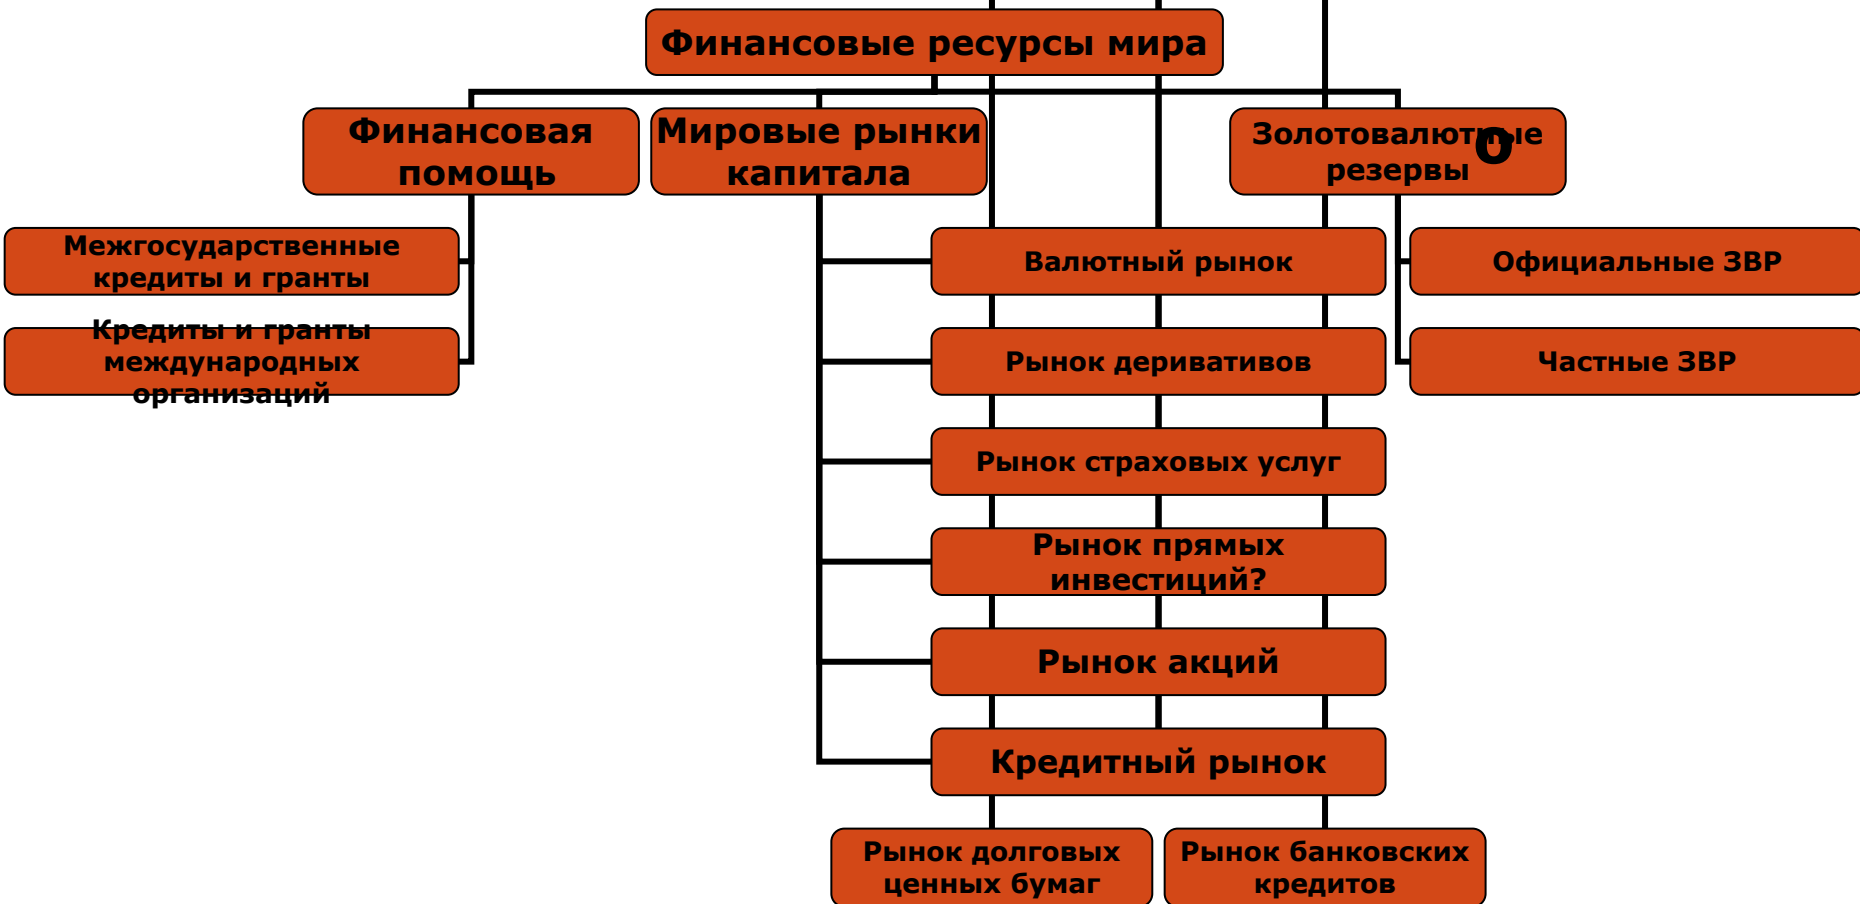 Финансовые ресурсы мира
Финансовая
помощь
Мировые рынки
капитала
Золотовалютные
резервы
о
Межгосударственные
кредиты и гранты
Валютный рынок
Официальные ЗВР
Кредиты и гранты
международных
организаций
Рынок деривативов
Частные ЗВР
Рынок страховых услуг
Рынок прямых
инвестиций?
Рынок акций
Кредитный рынок
Рынок долговых
ценных бумаг
Рынок банковских
кредитов